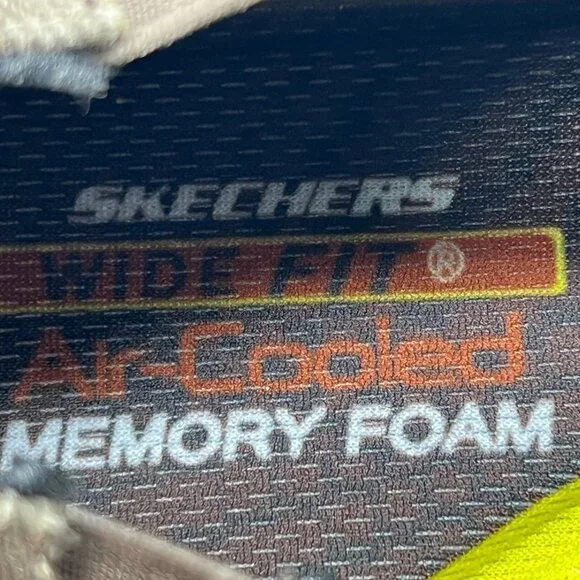 SKECHERS
WIDE FIT®
Air-Cooled
MEMORY FOAM